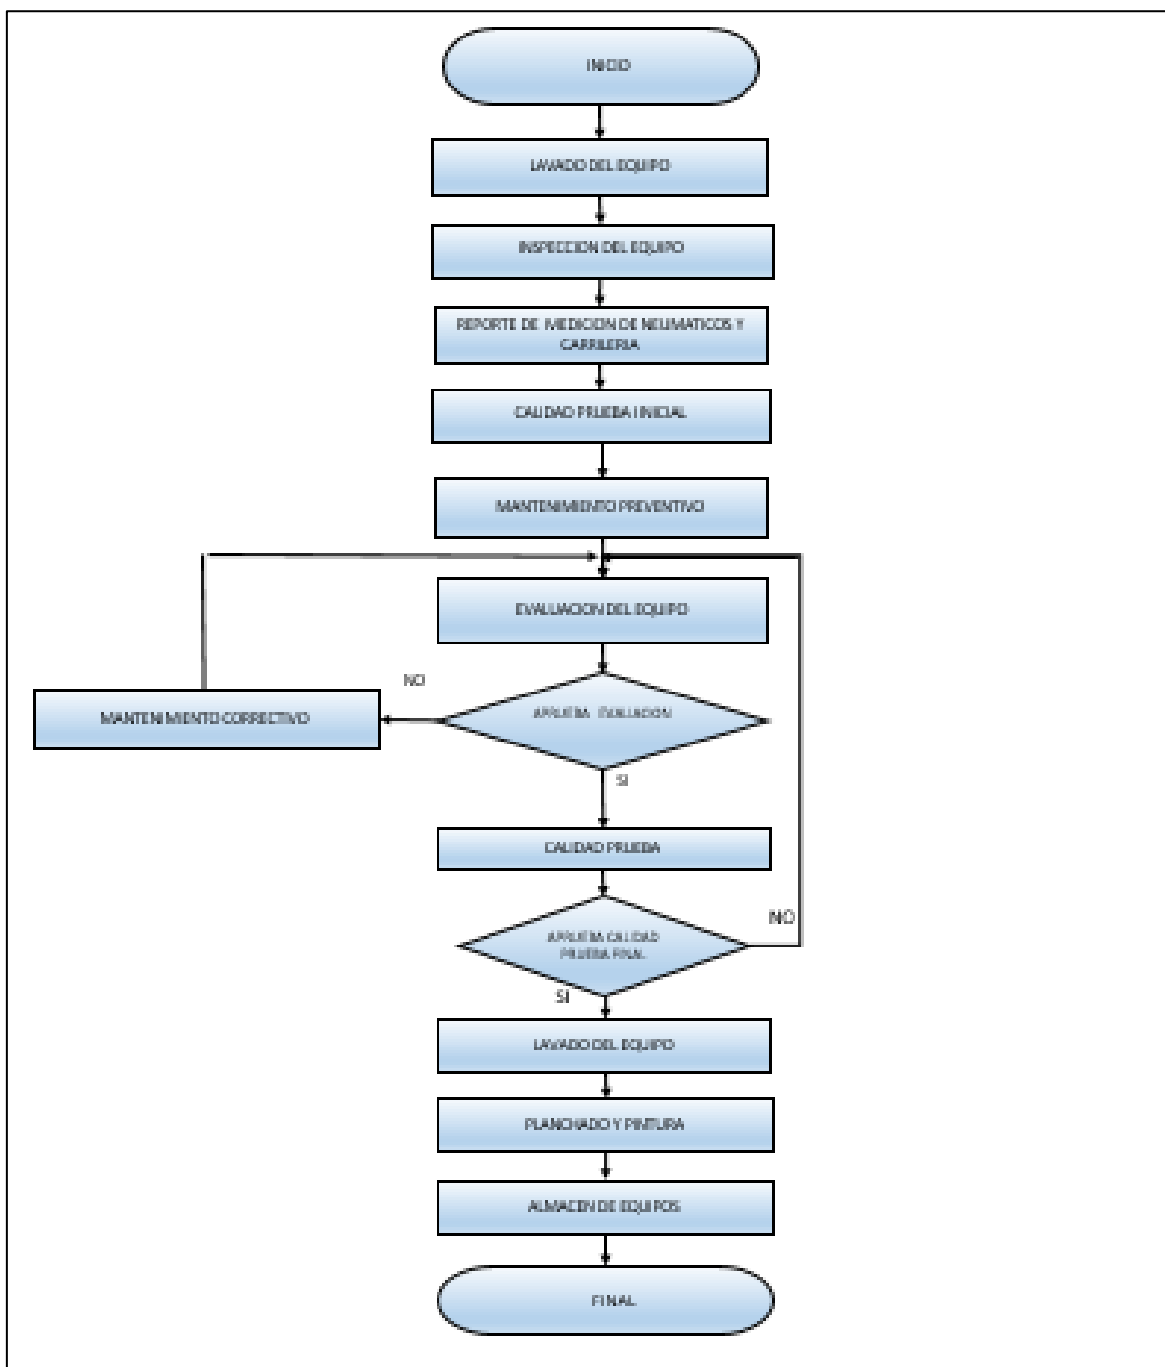 INICIO
LAVADO DEL EQUIPO
INSPECCION DEL EQUIPO
REPORTE DE MEDICION DE NEUMATICOS Y
CARRILERIA
CALIDAD PRUEBA INICIAL
MANTENIMIENTO PREVENTIVO
EVALUACION DEL EQUIPO
NO
APRUEBA EVALUACION
MANTENIMIENTO CORRECTIVO
SI
CALIDAD PRUEBA
NO
APRUEBA CALIDAD
PRUEBA FINAL
SI
LAVADO DEL EQUIPO
PLANCHADO Y PINTURA
ALMACEN DE EQUIPOS
FINAL